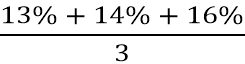 13% + 14% + 16%
3